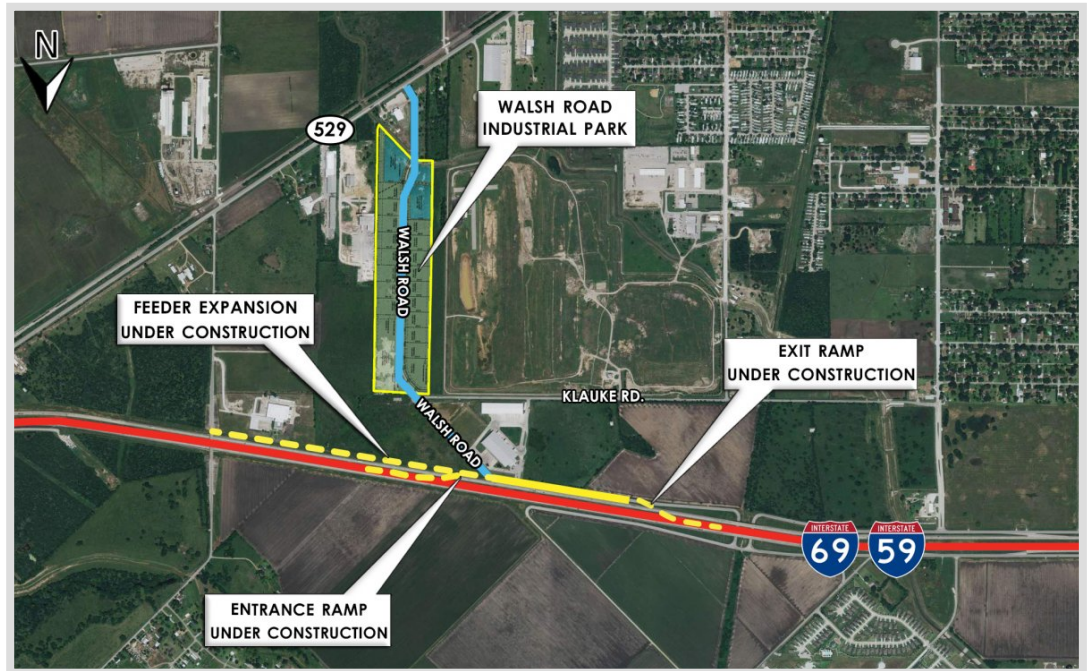 N
529
WALSH ROAD
INDUSTRIAL PARK
WALSH ROAD
FEEDER EXPANSION
UNDER CONSTRUCTION
EXIT RAMP
UNDER CONSTRUCTION
KLAUKE RD.
WALSH ROAD
INTERSTATE
69
INTERSTATE
59
ENTRANCE RAMP
UNDER CONSTRUCTION